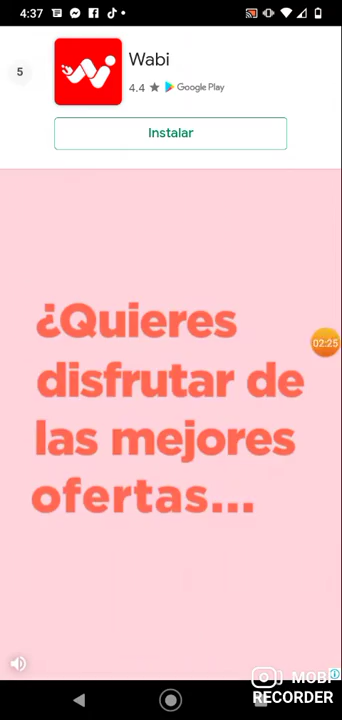 4:37
5
Wabi
4.4 ★ Google Play
Instalar
¿Quieres
disfrutar de
las mejores
ofertas...
02:25
MOBI
RECORDER